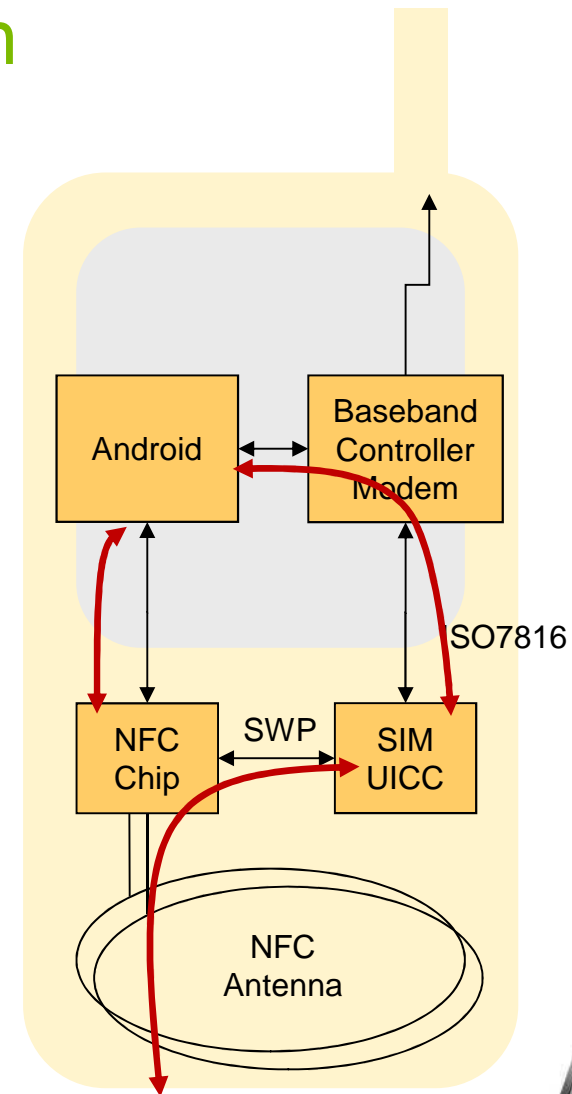 n
Android
Baseband
Controller
Modem
ISO7816
NFC
Chip
SWP
SIM
UICC
NFC
Antenna